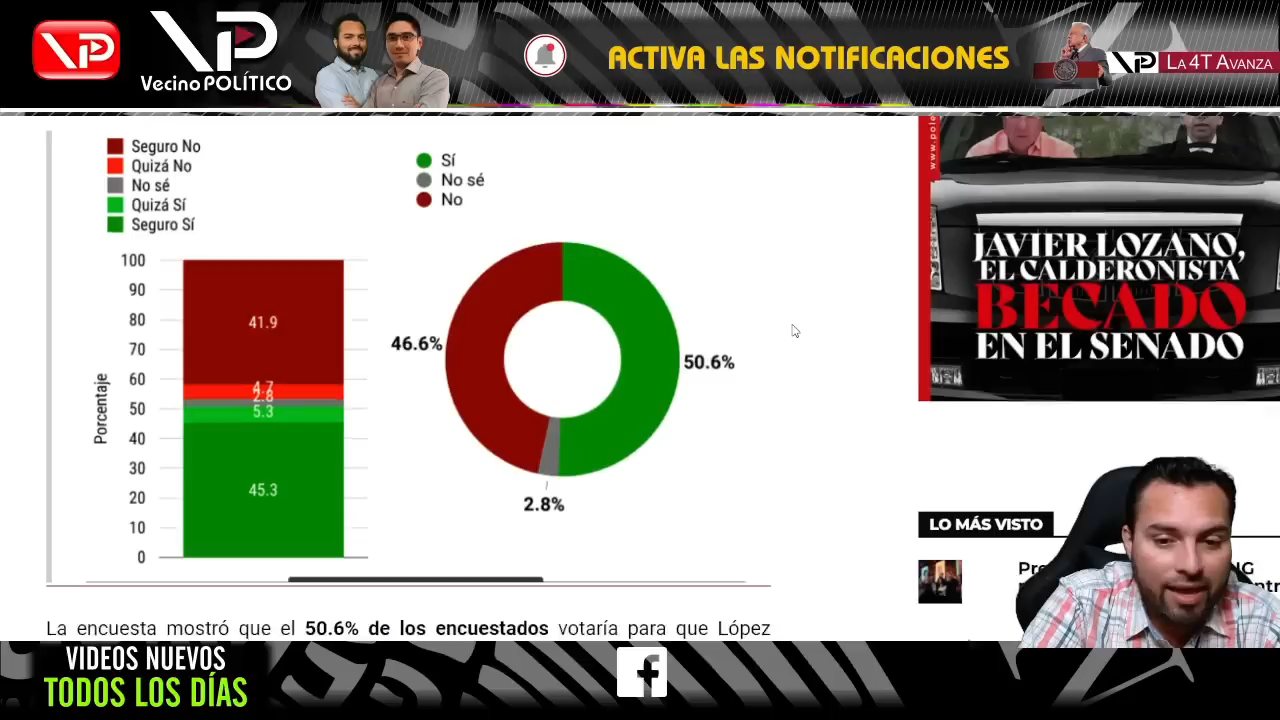 VP
VP
Vecino POLÍTICO
ACTIVA LAS NOTIFICACIONES
VP LA 4T AVANZA
Seguro No
Quizá No
No sé
Quizá Sí
Seguro Sí
Sí
No sé
No
100
90
80
70
60
50
40
30
20
10
0
Porcentaje
41.9
4.7
2.8
5.3
45.3
46.6%
50.6%
2.8%
JAVIER LOZANO,
EL CALDERONISTA
BECADO
EN EL SENADO
LO MÁS VISTO
La encuesta mostró que el 50.6% de los encuestados votaría para que López
VIDEOS NUEVOS
TODOS LOS DÍAS
f